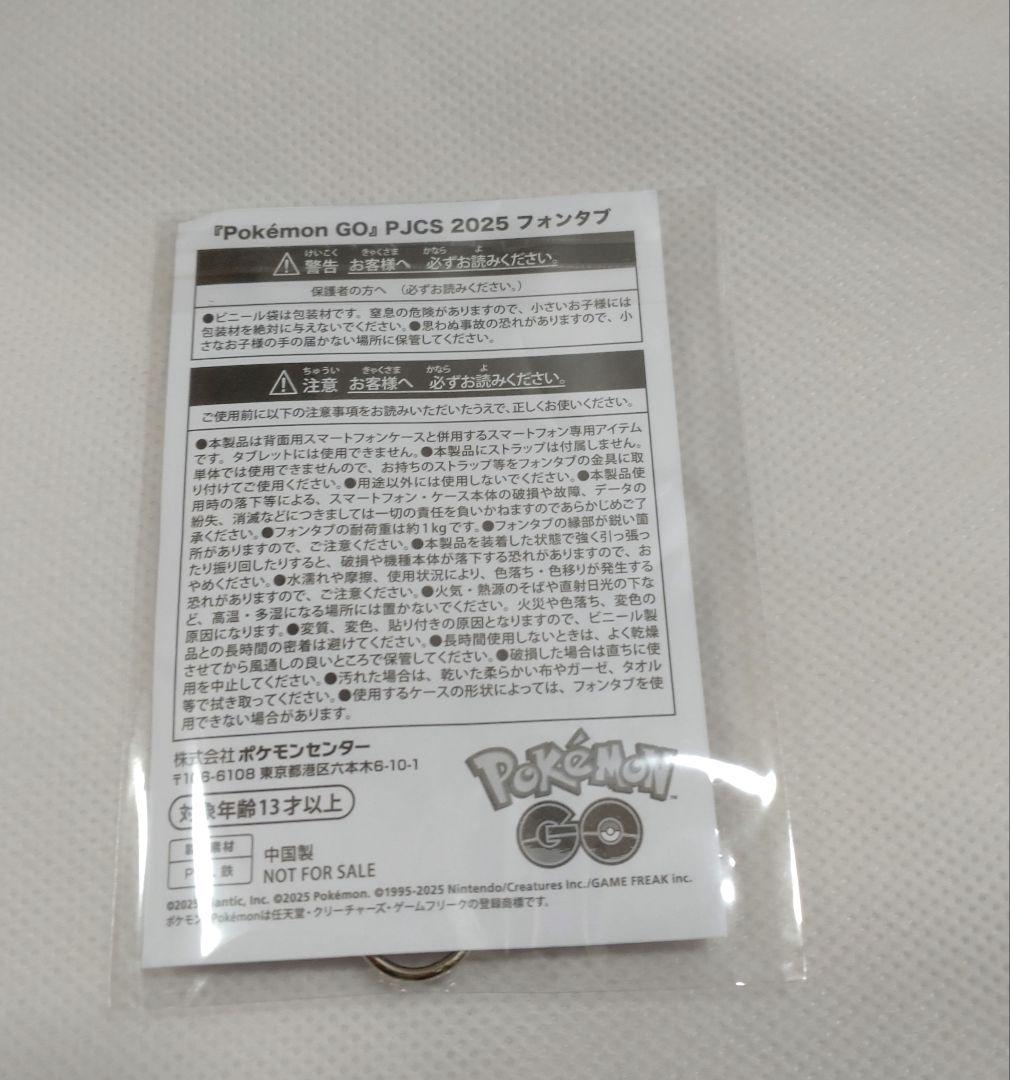 『Pokémon GO』PJCS 2025 フォンタブ
けいこく きゃくさま かなら よ
警告 お客様へ 必ずお読みください。
保護者の方へ (必ずお読みください。)
●ビニール袋は包装材です。窒息の危険がありますので、小さいお子様には
包装材を絶対に与えないでください。●思わぬ事故の恐れがありますので、小
さなお子様の手の届かない場所に保管してください。
ちゅうい きゃくさま かなら よ
注意 お客様へ 必ずお読みください。
ご使用前に以下の注意事項をお読みいただいたうえで、正しくお使いください。
●本製品は背面用スマートフォンケースと併用するスマートフォン専用アイテム
です。タブレットには使用できません。●本製品にストラップは付属しません。
単体では使用できませんので、お持ちのストラップ等をフォンタブの金具に取
り付けてご使用ください。●用途以外には使用しないでください。●本製品使
用時の落下等による、スマートフォン・ケース本体の破損や故障、データの
紛失、消滅などにつきましては一切の責任を負いかねますのであらかじめご了
承ください。●フォンタブの耐荷重は約1kgです。●フォンタブの縁部が鋭い箇
所がありますので、ご注意ください。●本製品を装着した状態で強く引っ張っ
たり振り回したりすると、破損や機種本体が落下する恐れがありますので、お
やめください。●水濡れや摩擦、使用状況により、色落ち・色移りが発生する
恐れがありますので、ご注意ください。●火気・熱源のそばや直射日光の下な
ど、高温・多湿になる場所には置かないでください。火災や色落ち、変色の
原因になります。●変質、変色、貼り付きの原因となりますので、ビニール製
品との長時間の密着は避けてください。●長時間使用しないときは、よく乾燥
させてから風通しの良いところで保管してください。●破損した場合は直ちに使
用を中止してください。●汚れた場合は、乾いた柔らかい布やガーゼ、タオル
等で拭き取ってください。●使用するケースの形状によっては、フォンタブを使
用できない場合があります。
株式会社 ポケモンセンター
〒106-6108 東京都港区六本木6-10-1
対象年齢13才以上
素材
鉄
中国製
NOT FOR SALE
POKÉMON
GO
©2025 Niantic, Inc. ©2025 Pokémon. ©1995-2025 Nintendo/Creatures Inc./GAME FREAK inc.
ポケモン・Pokémonは任天堂・クリーチャーズ・ゲームフリークの登録商標です。